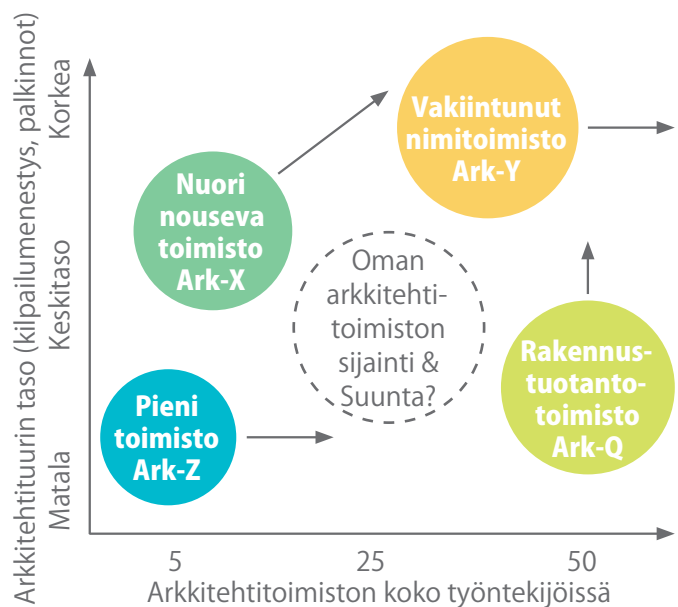 Arkkitehtituurin taso (kilpailumenestys, palkinnot)
Korkea
Keskitaso
Matala
Vakiintunut
nimitoimisto
Ark-Y
Nuori
nouseva
toimisto
Ark-X
Oman
arkkitehti-
toimiston
sijainti &
Suunta?
Rakennus-
tuotanto-
toimisto
Ark-Q
Pieni
toimisto
Ark-Z
5
25
50
Arkkitehtitoimiston koko työntekijöissä